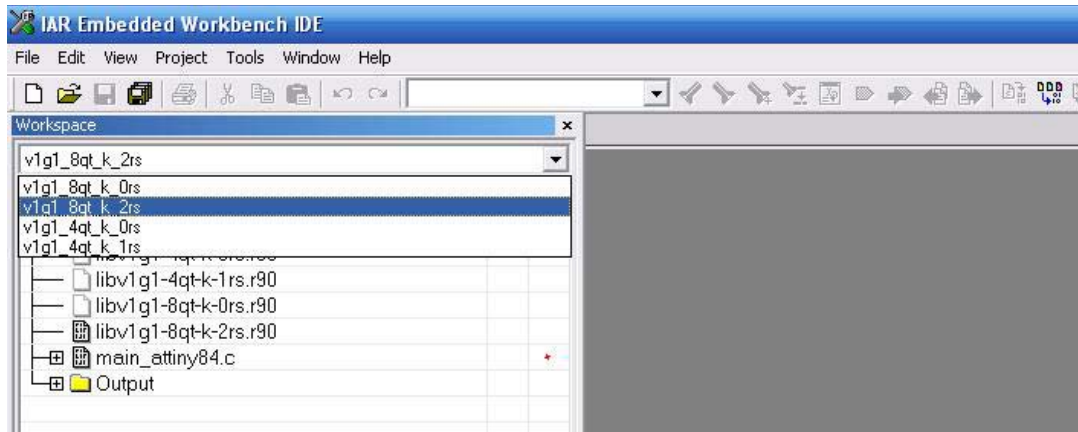 IAR Embedded Workbench IDE
File Edit View Project Tools Window Help
Workspace
v1g1_8qt_k_2rs
v1g1_8qt_k_0rs
v1g1_8qt_k_2rs
v1g1_4qt_k_0rs
v1g1_4qt_k_1rs
libv1g1-4qt-k-1rs.r90
libv1g1-8qt-k-0rs.r90
libv1g1-8qt-k-2rs.r90
main_attiny84.c
Output